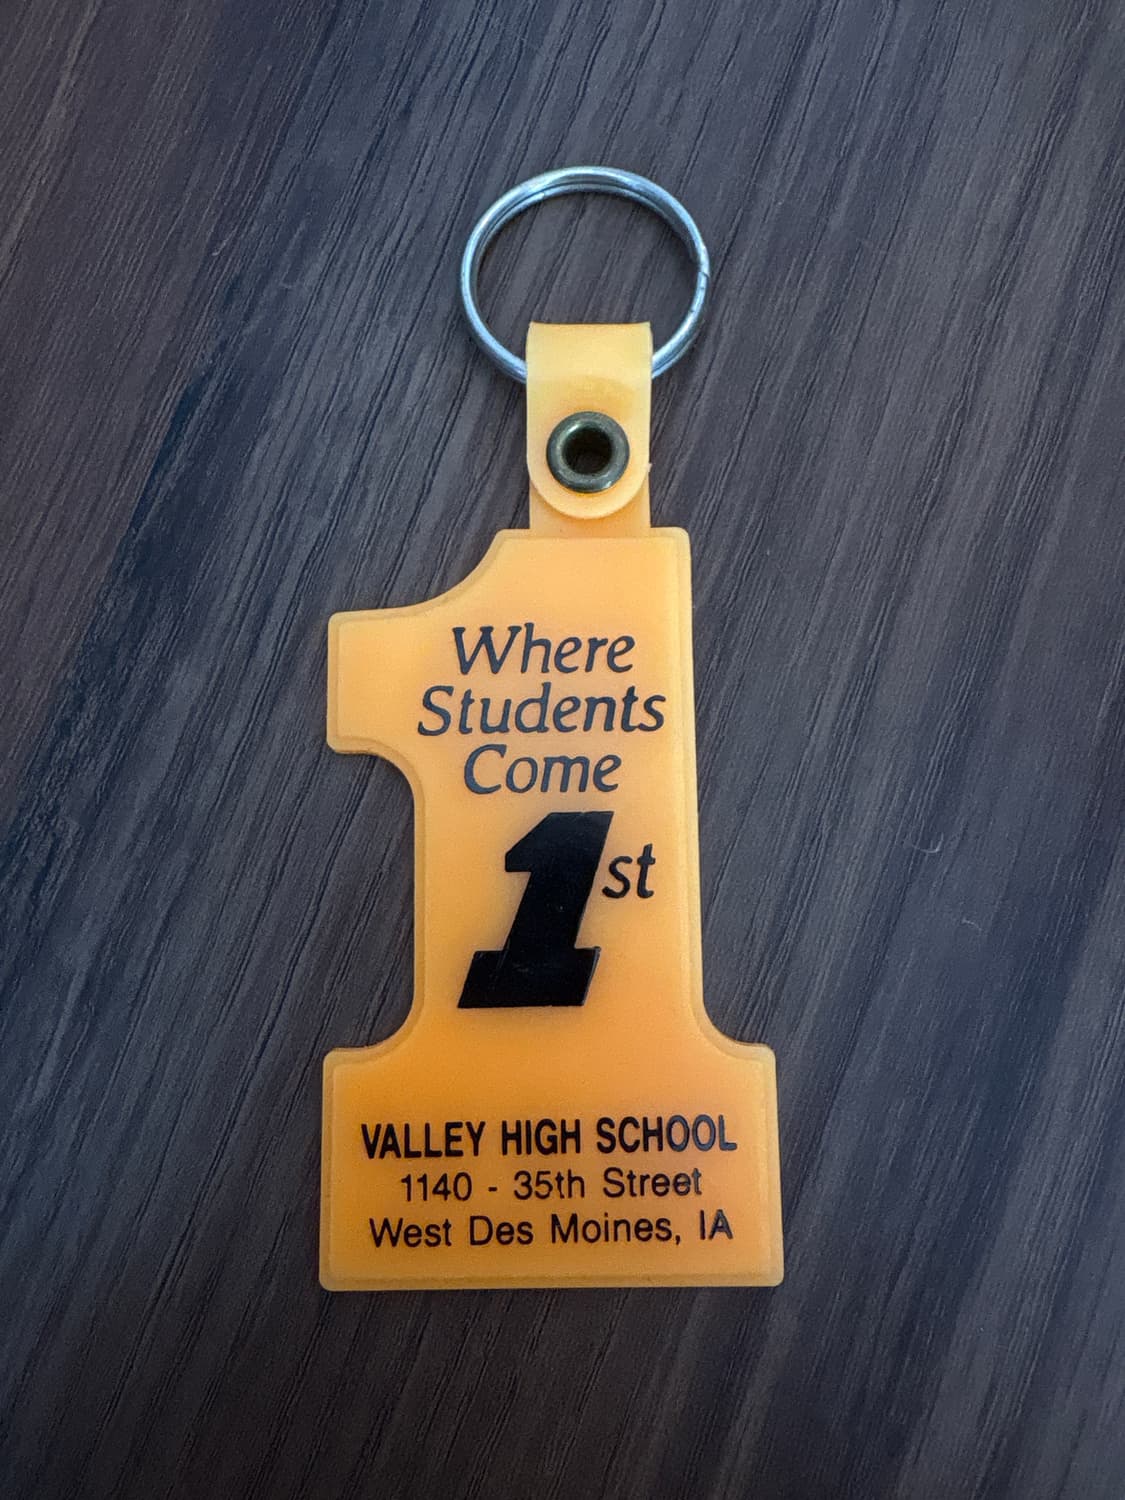 Where
Students
Come
1st
VALLEY HIGH SCHOOL
1140 - 35th Street
West Des Moines, IA